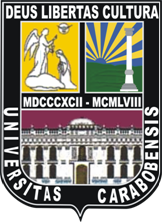 DEUS LIBERTAS CULTURA
MDCCCXCII - MCMLVIII
UNIVERSITAS CARABOBENSIS